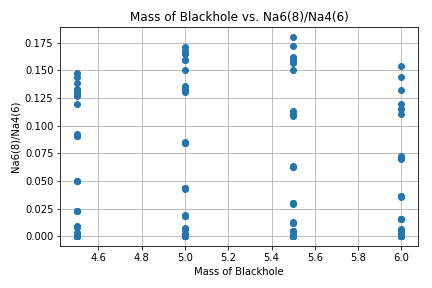 Mass of Blackhole vs. Na6(8)/Na4(6)
Na6(8)/Na4(6)
0.175
0.150
0.125
0.100
0.075
0.050
0.025
0.000
4.6 4.8 5.0 5.2 5.4 5.6 5.8 6.0
Mass of Blackhole